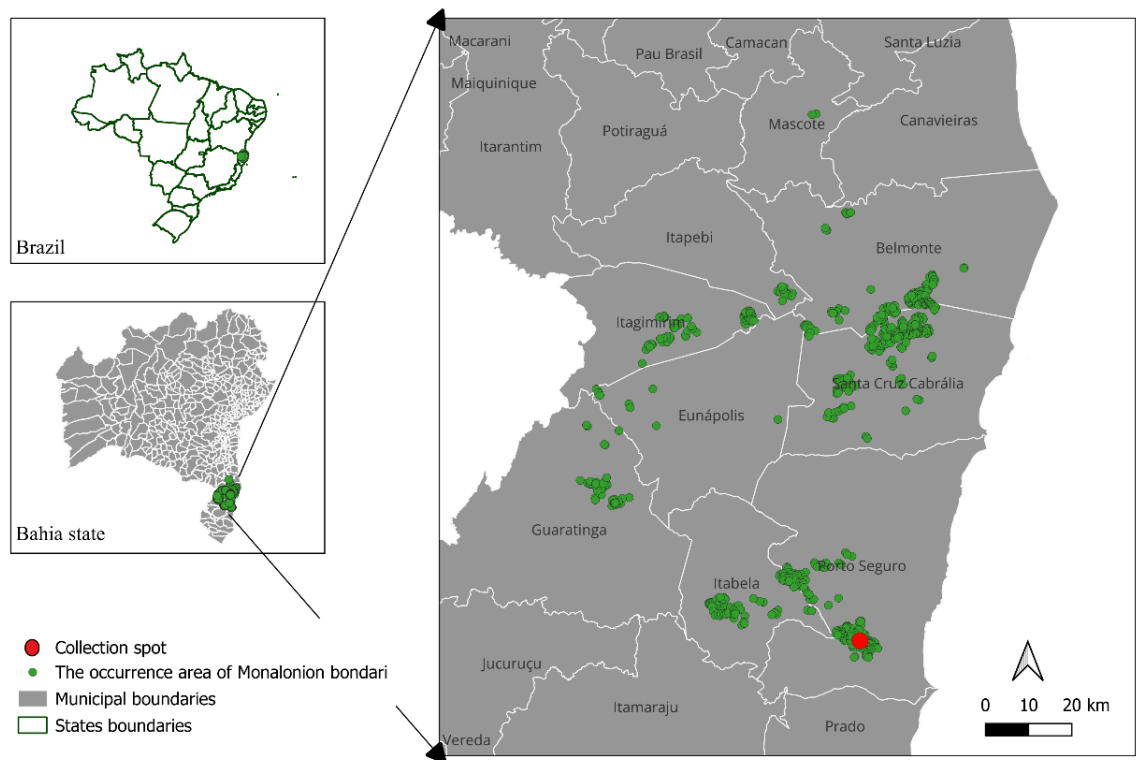 Brazil
Bahia state
Collection spot
The occurrence area of Monalonion bondari
Municipal boundaries
States boundaries
Macarani
Pau Brasil
Camacan
Santa Luzia
Maiquinique
Potiraguá
Mascote
Canavieiras
Itarantim
Itapebi
Belmonte
Itagimirim
Santa Cruz Cabrália
Eunápolis
Guaratinga
Itabela
Porto Seguro
Jucuruçu
Itamaraju
Prado
Vereda
0 10 20 km